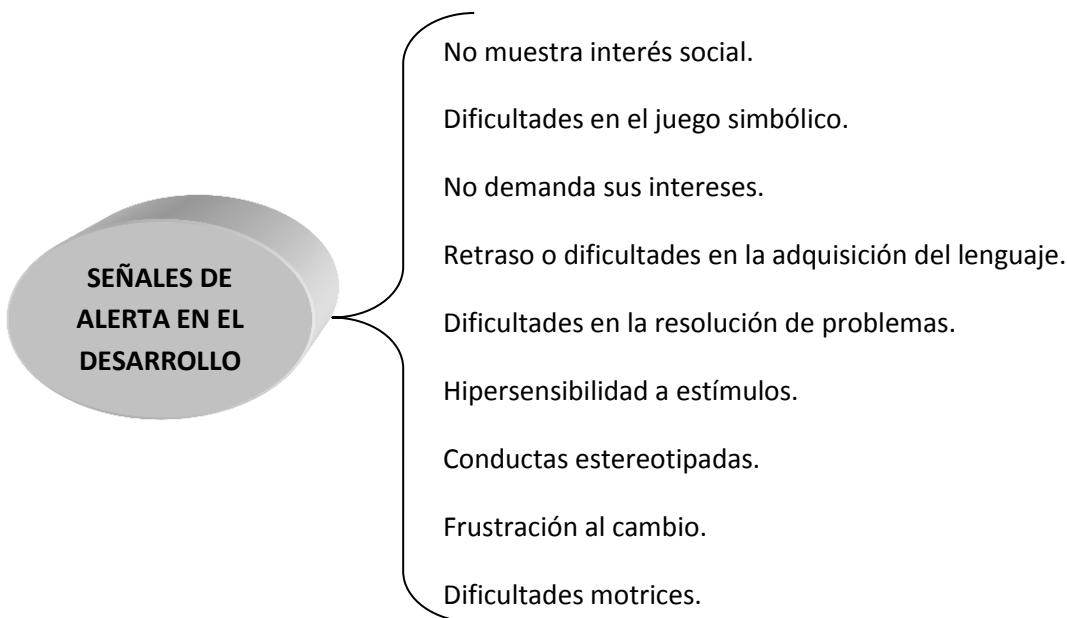 SEÑALES DE
ALERTA EN EL
DESARROLLO
No muestra interés social.
Dificultades en el juego simbólico.
No demanda sus intereses.
Retraso o dificultades en la adquisición del lenguaje.
Dificultades en la resolución de problemas.
Hipersensibilidad a estímulos.
Conductas estereotipadas.
Frustración al cambio.
Dificultades motrices.